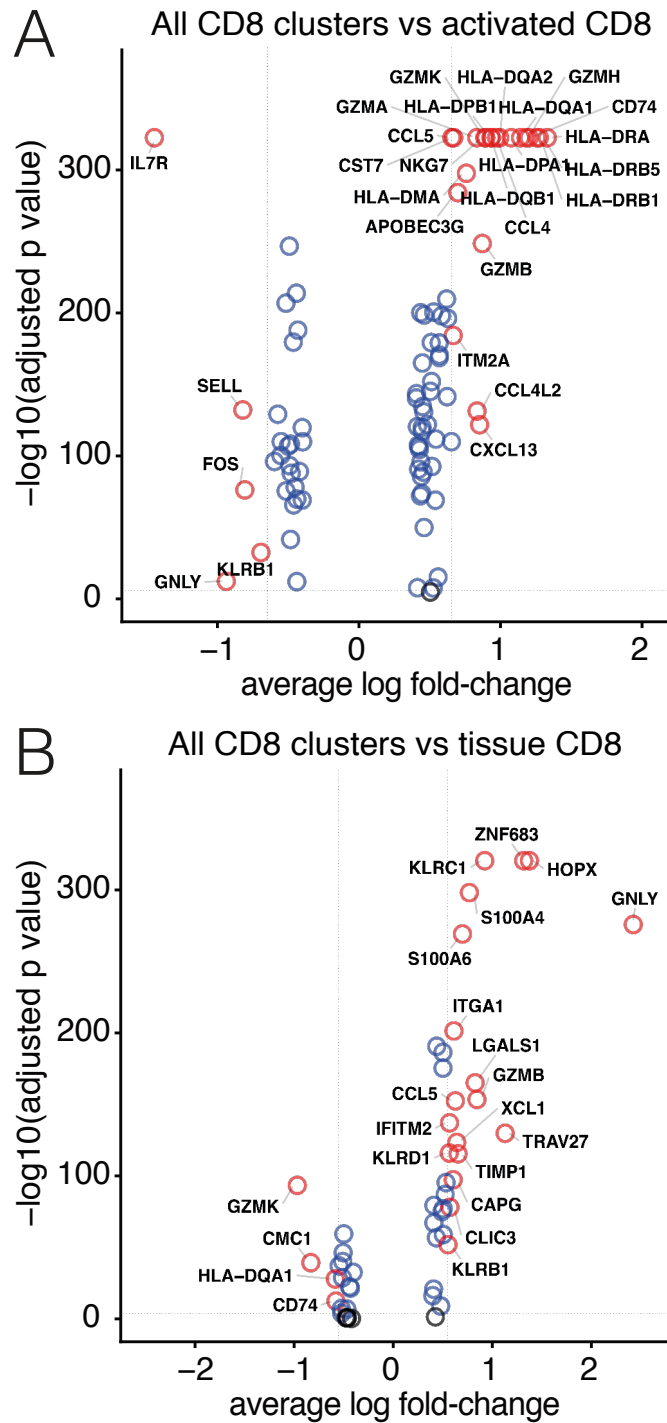 A
All CD8 clusters vs activated CD8
GZMK HLA−DQA2 GZMH
GZMA HLA−DPB1 HLA−DQA1 CD74
CCL5 HLA−DRA
IL7R CST7 NKG7 HLA−DPA1 HLA−DRB5
300
HLA−DMA HLA−DQB1 HLA−DRB1
APOBEC3G CCL4
GZMB
200
ITM2A
SELL CCL4L2
100
CXCL13
FOS
KLRB1
GNLY
0
−log10(adjusted p value)
−1 0 1 2
average log fold−change
B
All CD8 clusters vs tissue CD8
ZNF683
KLRC1 HOPX
300
GNLY
S100A4
S100A6
ITGA1
200
LGALS1
GZMB
CCL5
XCL1
IFITM2
TRAV27
KLRD1
TIMP1
100
GZMK CAPG
CMC1 CLIC3
HLA−DQA1 KLRB1
CD74
0
−log10(adjusted p value)
−2 −1 0 1 2
average log fold−change